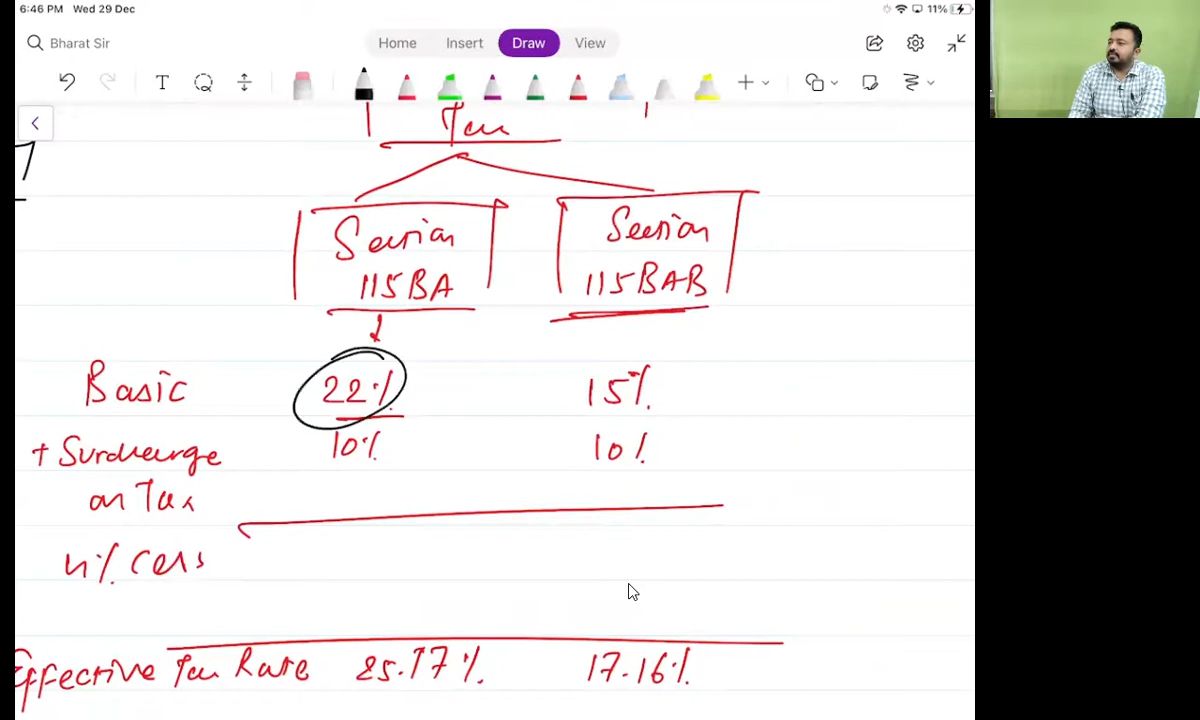 6:46 PM Wed 29 Dec
11%
Bharat Sir
Home Insert Draw View
T
Tax
Section
115BA
Section
115BAB
Basic 22% 15%
+ Surcharge 10% 10%
on Tax
4% Cess
Effective Tax Rate 25.17% 17.16%